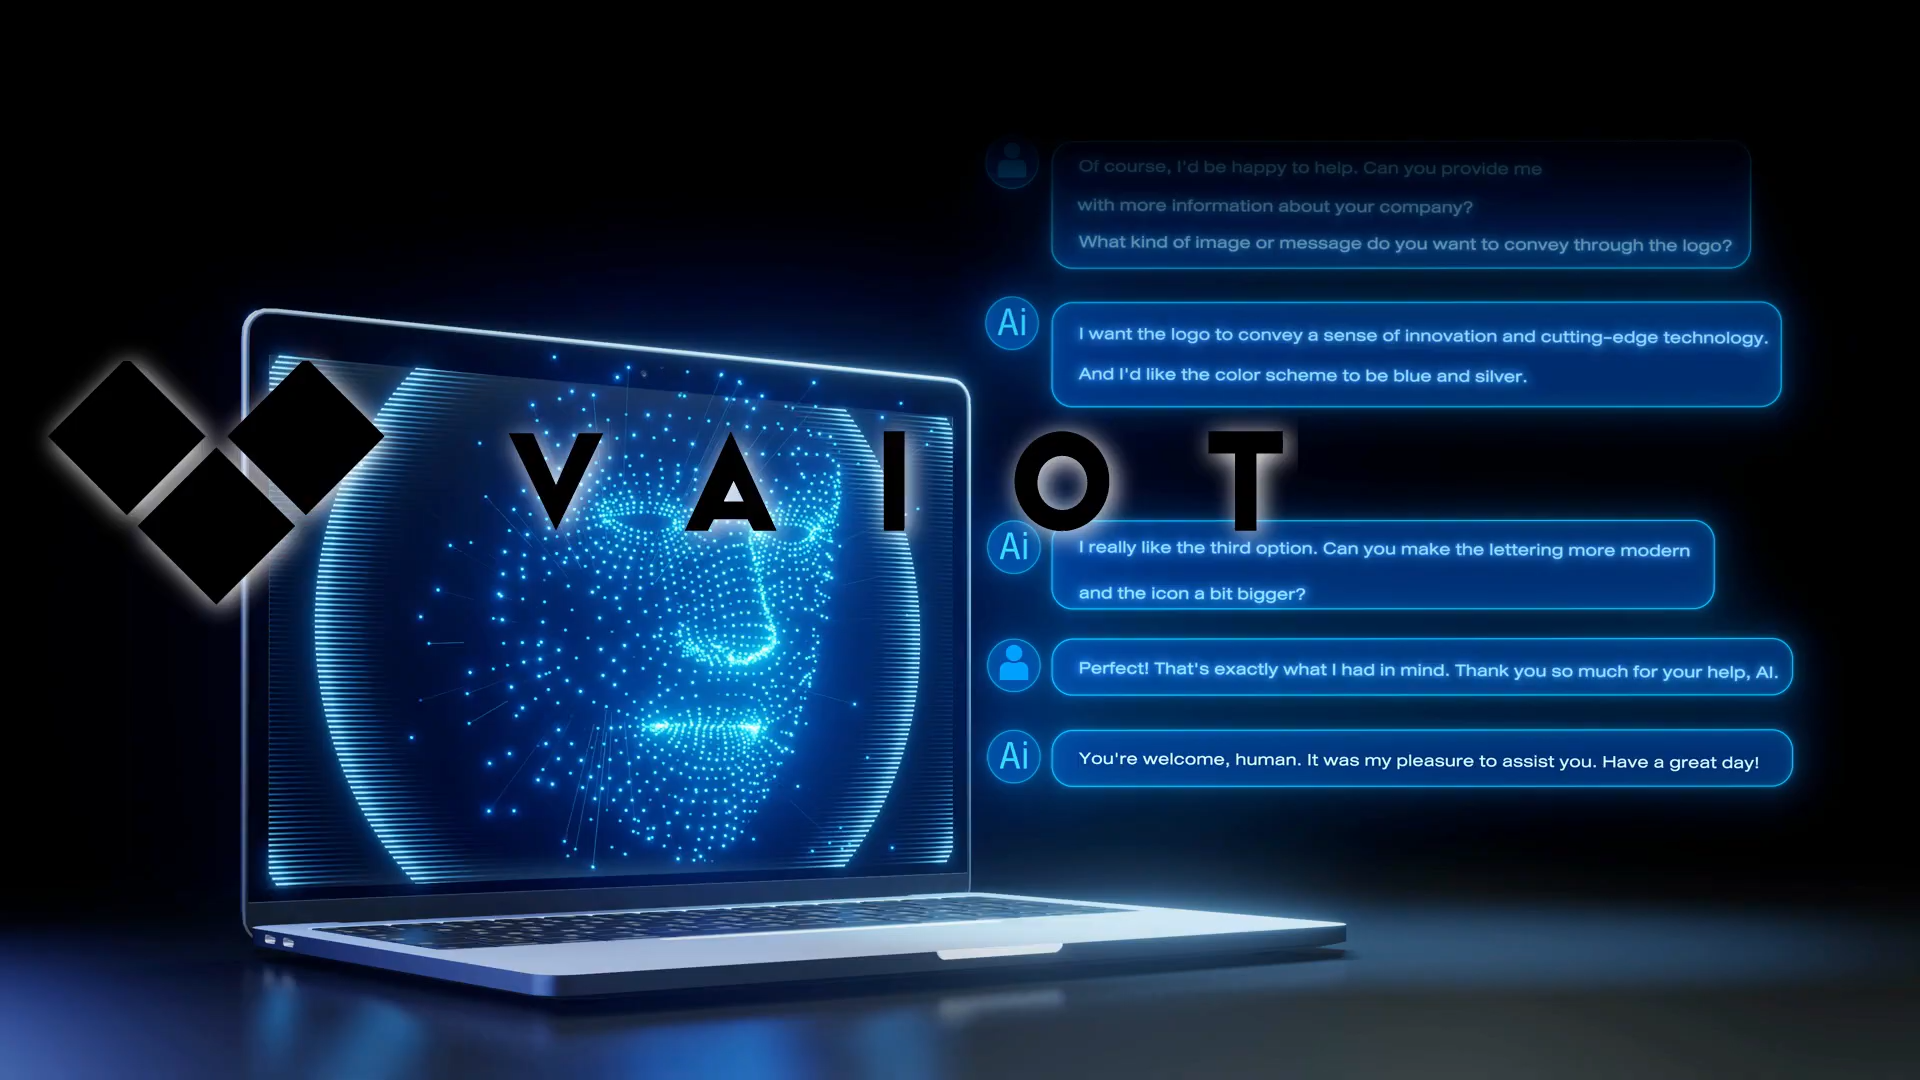 Of course, I'd be happy to help. Can you provide me
with more information about your company?
What kind of image or message do you want to convey through the logo?
Ai
I want the logo to convey a sense of innovation and cutting-edge technology.
And I'd like the color scheme to be blue and silver.
VAIOT
Ai
I really like the third option. Can you make the lettering more modern
and the icon a bit bigger?
Perfect! That's exactly what I had in mind. Thank you so much for your help, AI.
Ai
You're welcome, human. It was my pleasure to assist you. Have a great day!